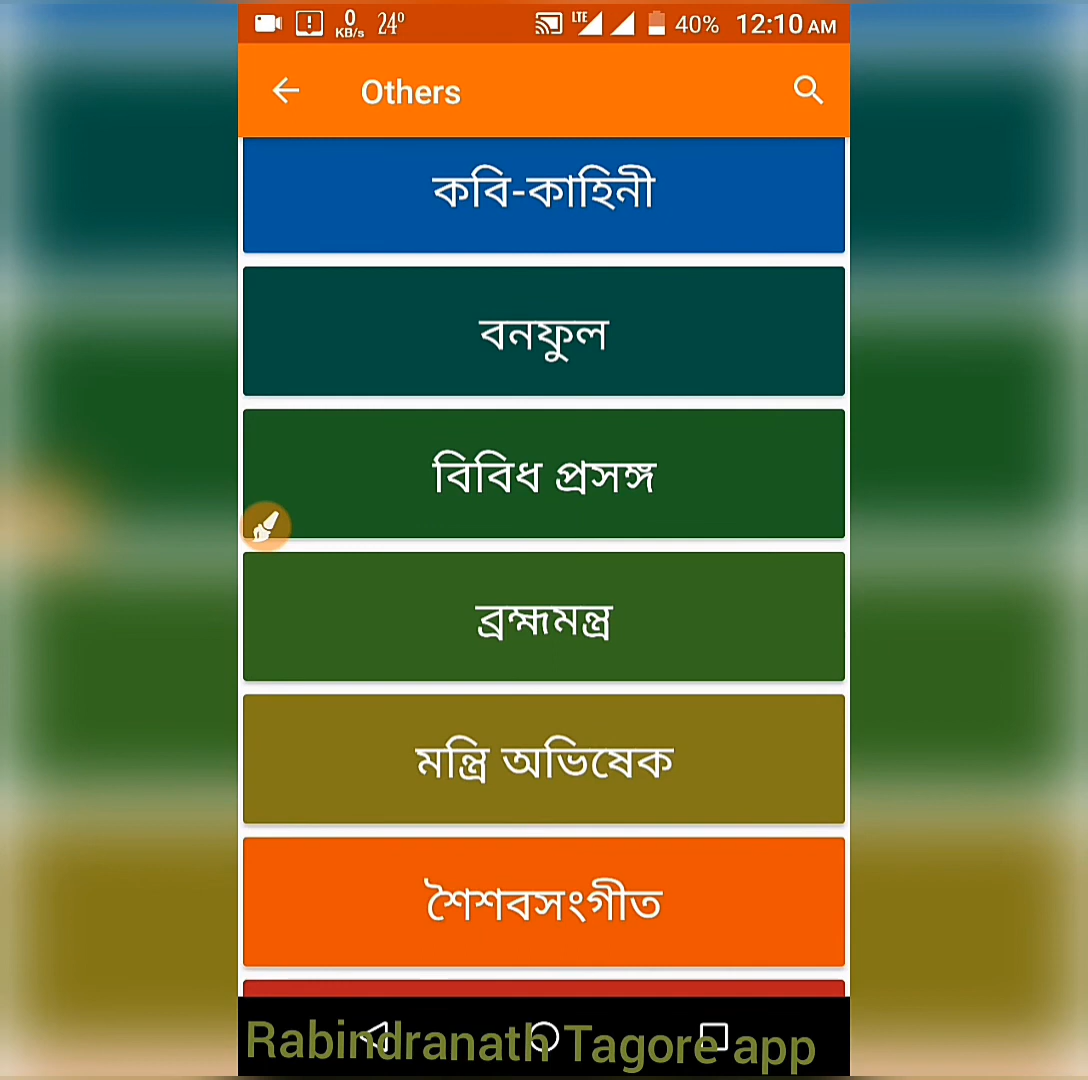 0 KB/s 24° LTE 40% 12:10 AM
Others
কবি-কাহিনী
বনফুল
বিবিধ প্রসঙ্গ
ব্রহ্মমন্ত্র
মন্ত্রি অভিষেক
শৈশবসংগীত
Rabindranath Tagore app